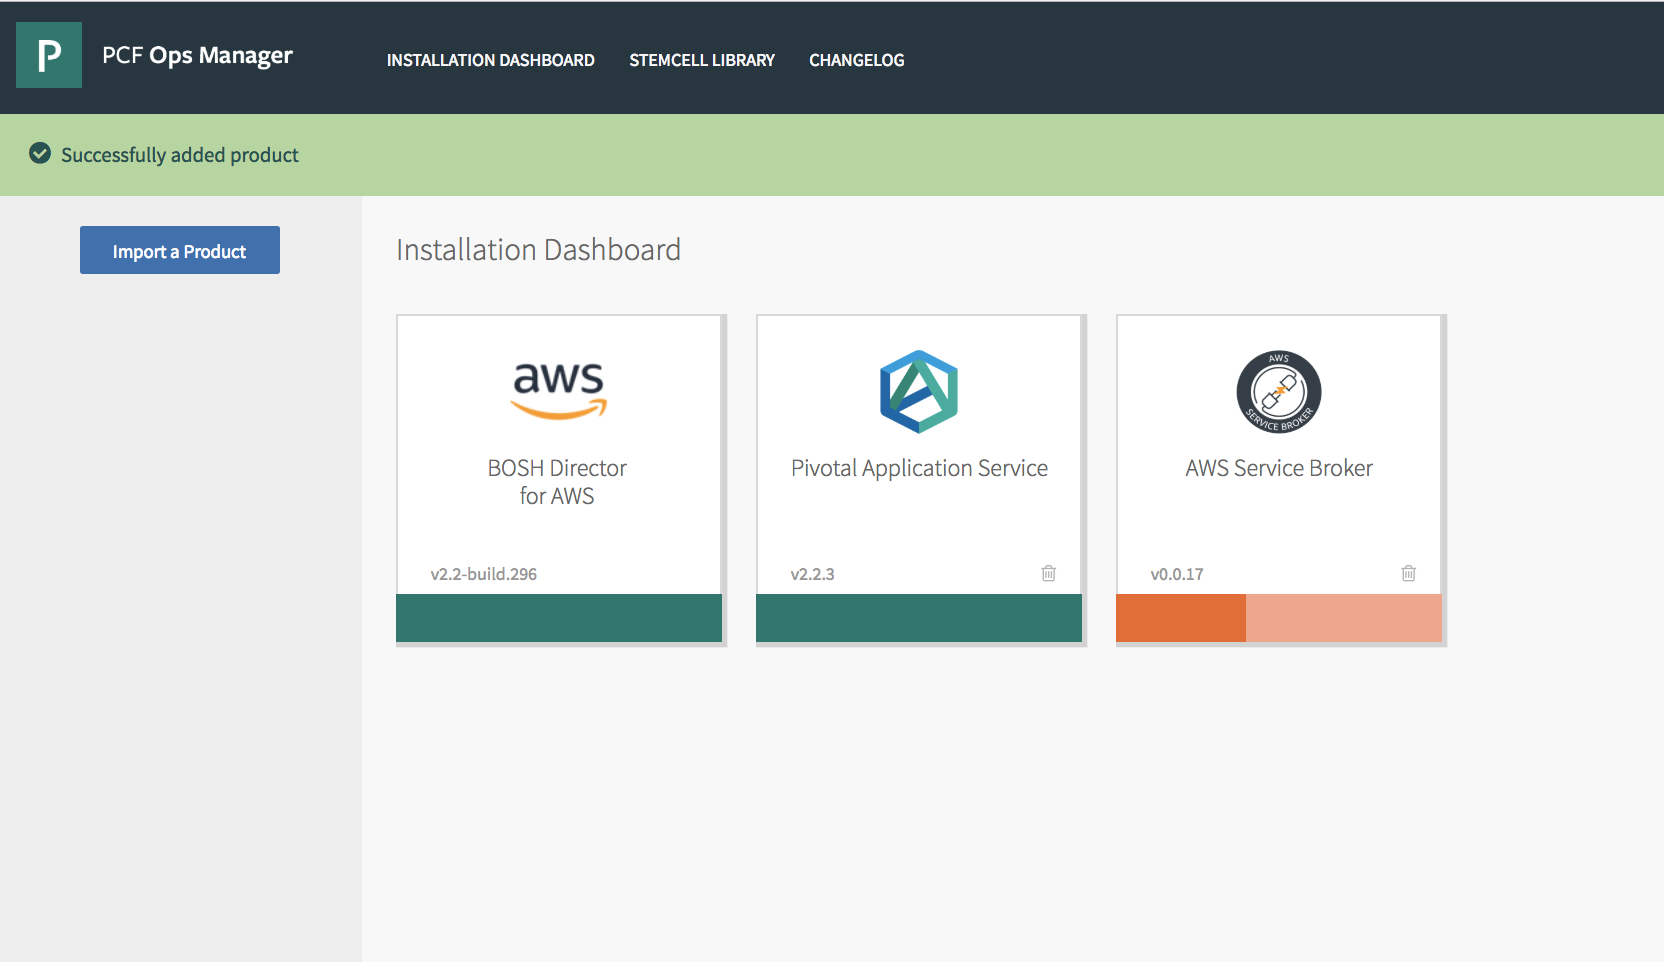 P
PCF Ops Manager
INSTALLATION DASHBOARD
STEMCELL LIBRARY
CHANGELOG
Successfully added product
Import a Product
Installation Dashboard
aws
BOSH Director
for AWS
v2.2-build.296
Pivotal Application Service
v2.2.3
AWS
SERVICE BROKER
AWS Service Broker
v0.0.17